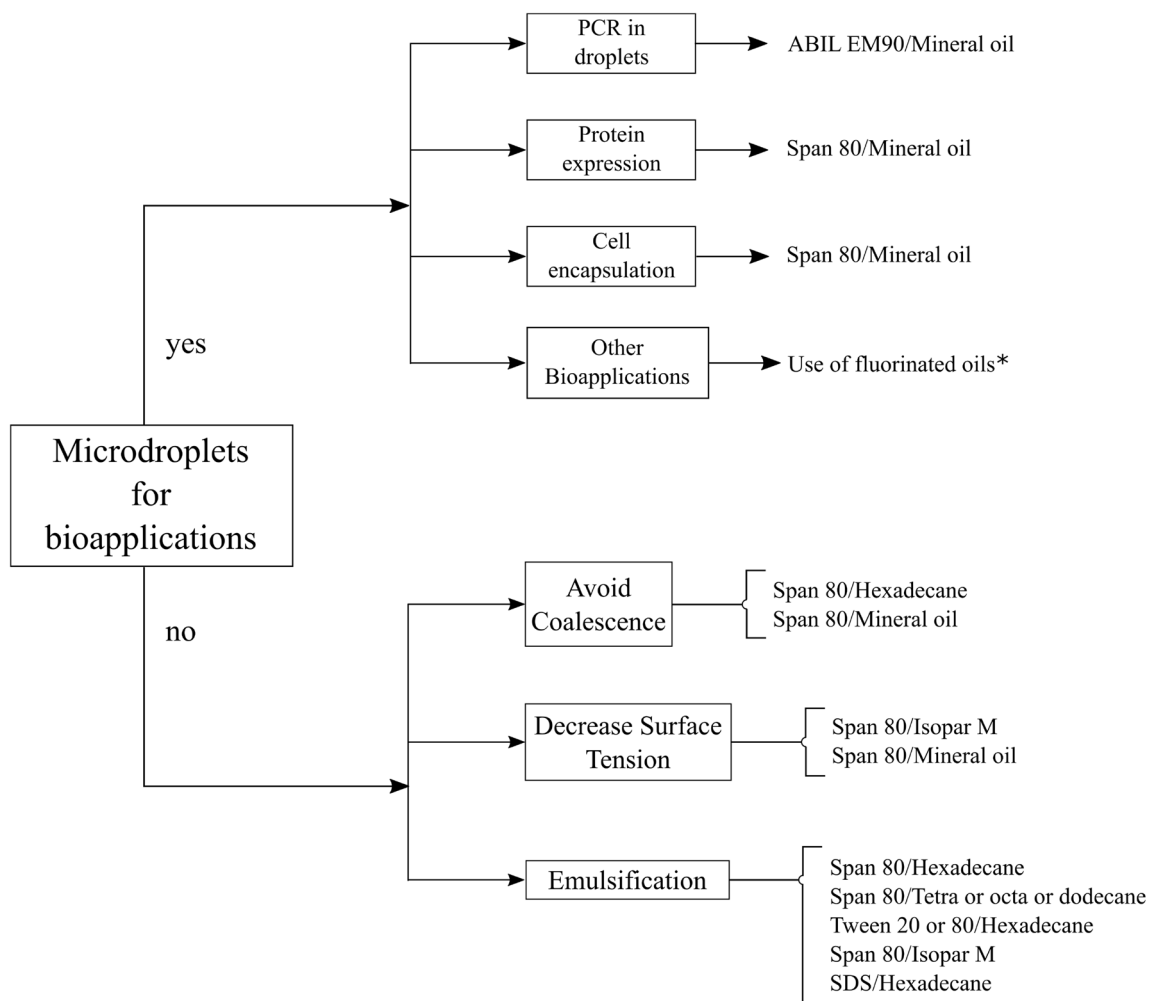 PCR in
droplets
ABIL EM90/Mineral oil
Protein
expression
Span 80/Mineral oil
Cell
encapsulation
Span 80/Mineral oil
Other
Bioapplications
Use of fluorinated oils*
yes
Microdroplets
for
bioapplications
no
Avoid
Coalescence
Span 80/Hexadecane
Span 80/Mineral oil
Decrease Surface
Tension
Span 80/Isopar M
Span 80/Mineral oil
Emulsification
Span 80/Hexadecane
Span 80/Tetra or octa or dodecane
Tween 20 or 80/Hexadecane
Span 80/Isopar M
SDS/Hexadecane